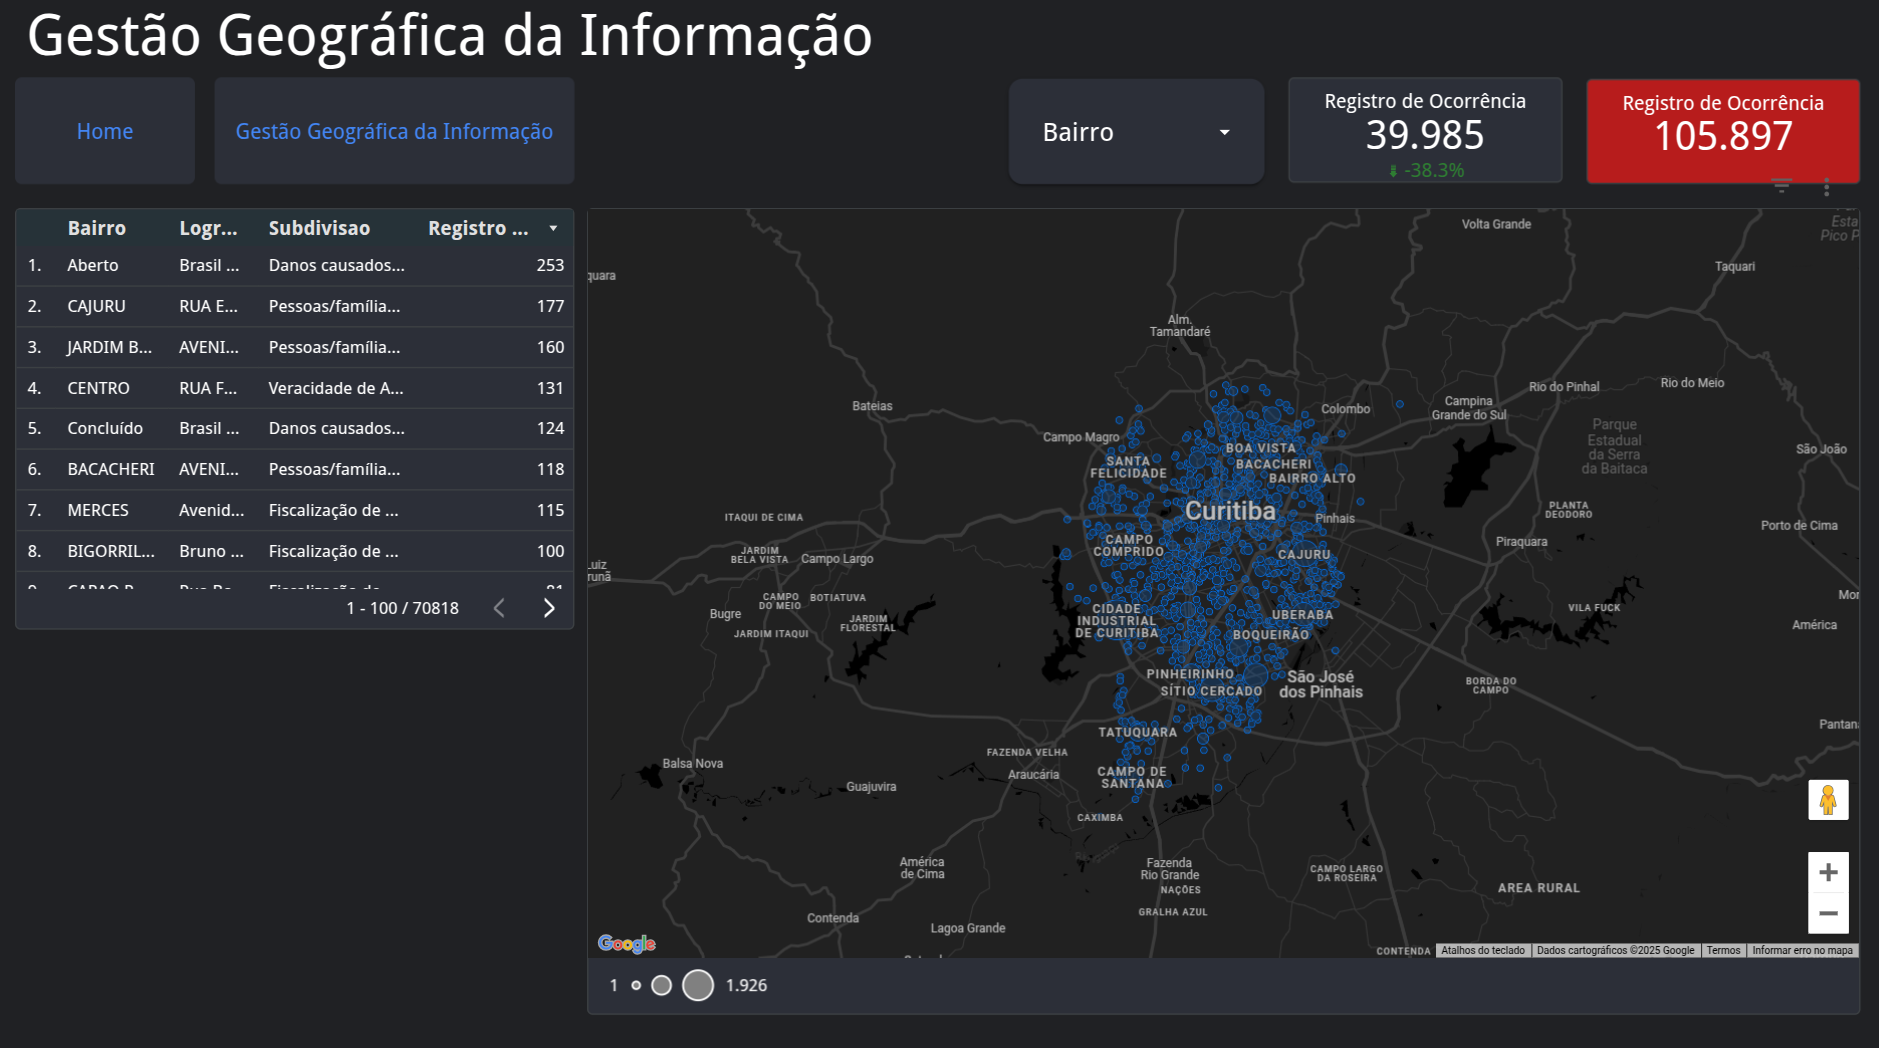 Gestão Geográfica da Informação
Home
Gestão Geográfica da Informação
Bairro
Registro de Ocorrência
39.985
-38.3%
Registro de Ocorrência
105.897
Bairro Logr... Subdivisao Registro ...
1. Aberto Brasil ... Danos causados... 253
2. CAJURU RUA E... Pessoas/família... 177
3. JARDIM B... AVENI... Pessoas/família... 160
4. CENTRO RUA F... Veracidade de A... 131
5. Concluído Brasil ... Danos causados... 124
6. BACACHERI AVENI... Pessoas/família... 118
7. MERCES Avenid... Fiscalização de ... 115
8. BIGORRIL... Bruno ... Fiscalização de ... 100
1 - 100 / 70818
Volta Grande
Esta
Pico P
Taquari
quara
Alm.
Tamandaré
Rio do Pinhal
Rio do Meio
Bateias
Colombo
Campina
Grande do Sul
Campo Magro
Parque
Estadual
da Serra
da Baitaca
São João
BOA VISTA
SANTA
FELICIDADE
BACACHERI
BAIRRO ALTO
Curitiba
Pinhais
PLANTA
DEODORO
Porto de Cima
ITAQUI DE CIMA
Piraquara
CAMPO
COMPRIDO
CAJURU
JARDIM
BELA VISTA
Campo Largo
Luiz
runã
CAMPO
DO MEIO
BOTIATUVA
Mor
Bugre
JARDIM
FLORESTAL
CIDADE
INDUSTRIAL
DE CURITIBA
UBERABA
VILA FUCK
América
JARDIM ITAQUI
BOQUEIRÃO
PINHEIRINHO
SÍTIO CERCADO
São José
dos Pinhais
BORDA DO
CAMPO
Pantan
TATUQUARA
FAZENDA VELHA
Balsa Nova
Araucária
CAMPO DE
SANTANA
Guajuvira
CAXIMBA
América
de Cima
Fazenda
Rio Grande
NAÇÕES
CAMPO LARGO
DA ROSEIRA
AREA RURAL
GRALHA AZUL
Contenda
Lagoa Grande
Google
CONTENDA
Atalhos do teclado
Dados cartográficos ©2025 Google
Termos
Informar erro no mapa
1
1.926